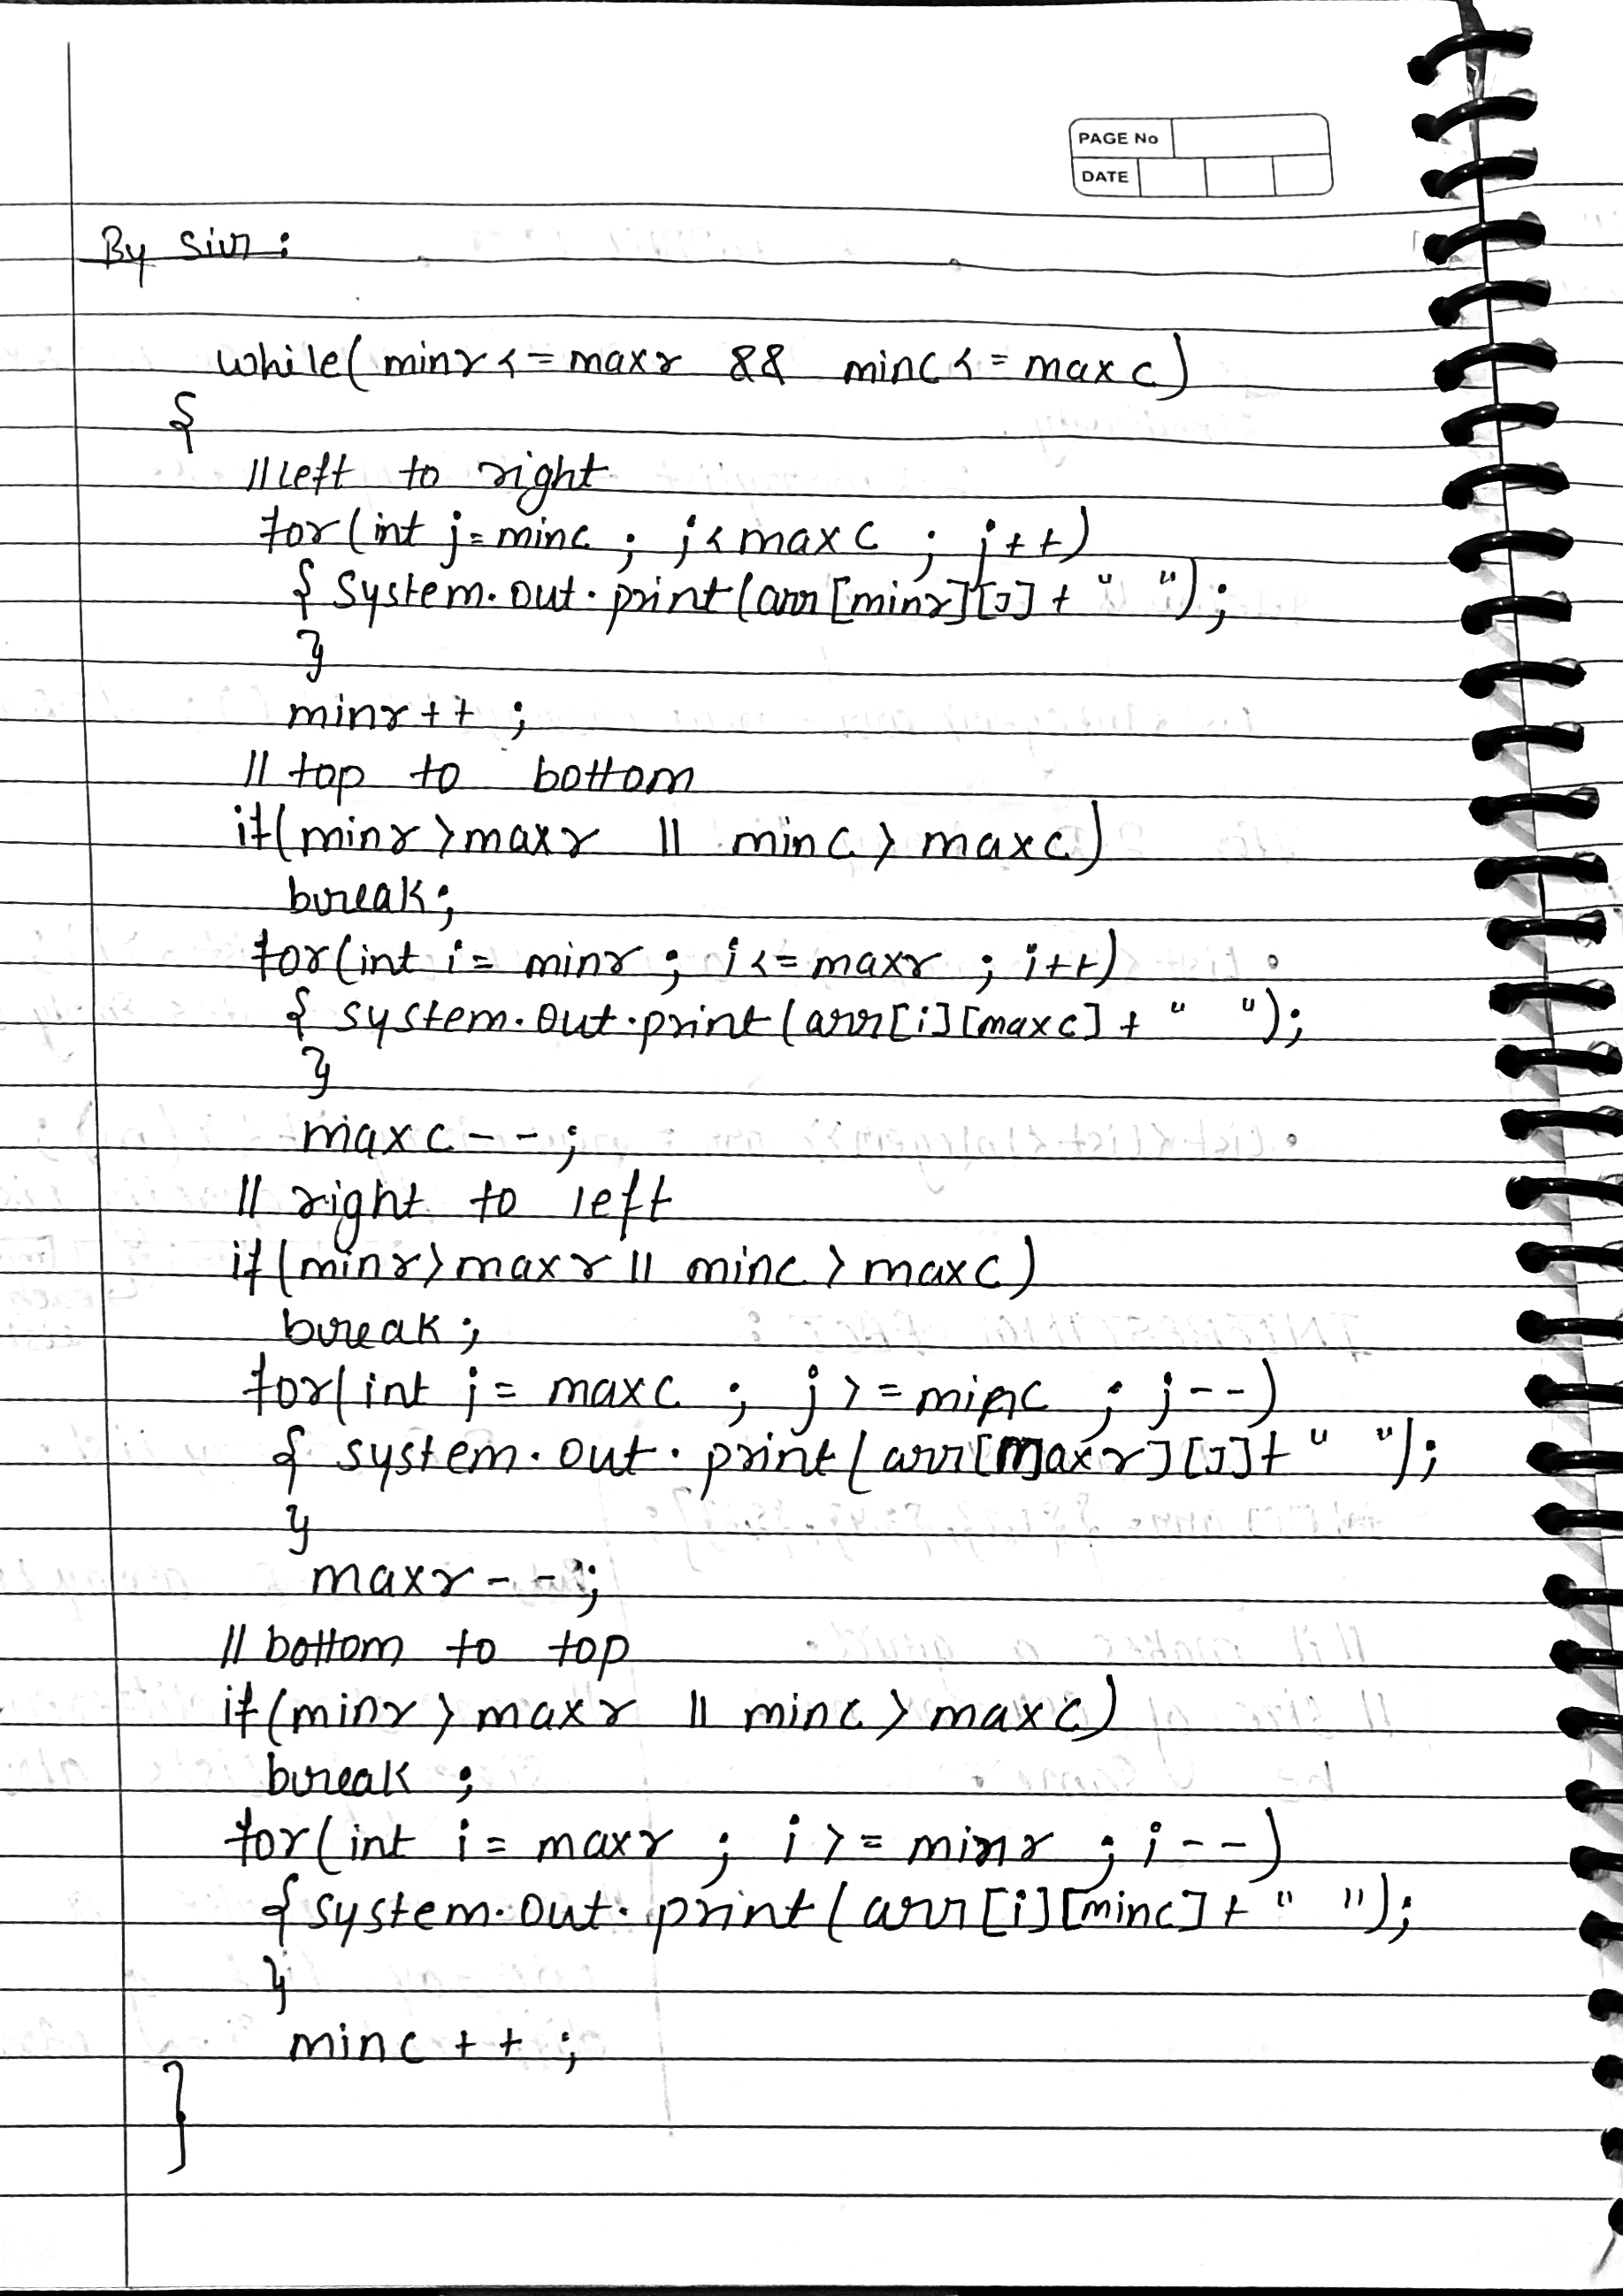 PAGE No
DATE
By Sir:
while(minr<=maxr && minc<=maxc)
{
//left to right
for(int j=minc ; j<maxc ; j++)
{ System.out.print(arr[minr][j]+" ");
}
minr++ ;
// top to bottom
if(minr>maxr || minc>maxc)
break;
for(int i= minr ; i<=maxr ; i++)
{ system.out.print(arr[i][maxc]+" ");
}
maxc--;
// right to left
if(minr>maxr || minc>maxc)
break;
for(int j= maxc ; j>=minc ; j--)
{ system.out.print(arr[maxr][j]+" ");
}
maxr--;
// bottom to top
if(minr>maxr || minc>maxc)
break ;
for(int i= maxr ; i>=minr ; i--)
{system.out.print(arr[i][minc]+" ");
}
minc++ ;
}